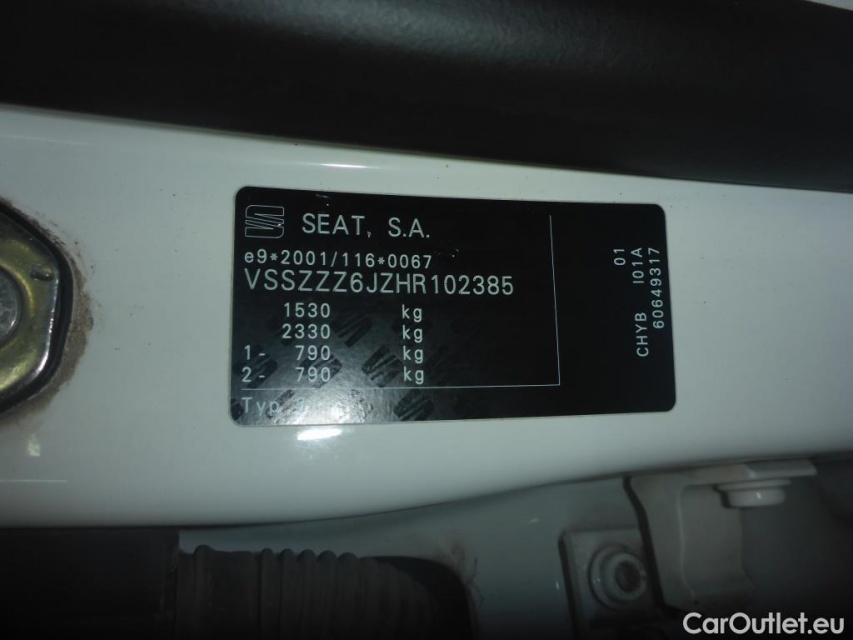 SEAT, S.A.
e9*2001/116*0067
VSSZZZ6JZHR102385
1530 kg
2330 kg
1- 790 kg
2- 790 kg
Typ
01
I01A
CHYB
60649317
CarOutlet.eu